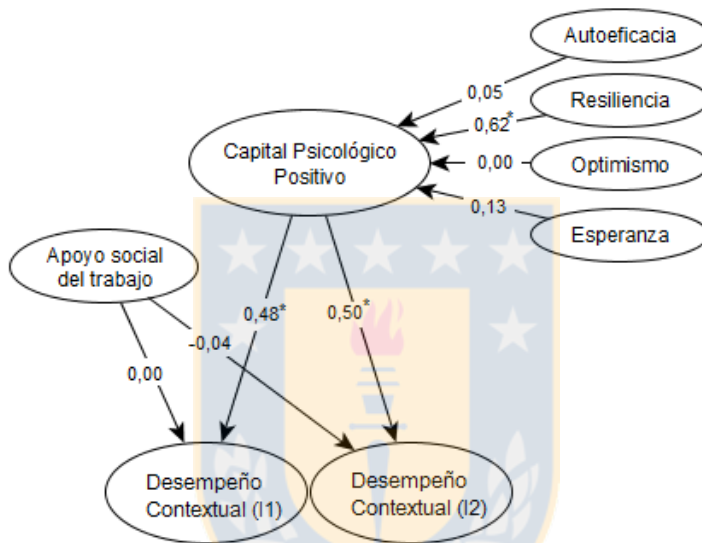 Autoeficacia
0,05
Resiliencia
0,62*
Capital Psicológico
Positivo
0,00
Optimismo
0,13
Esperanza
Apoyo social
del trabajo
0,48*
0,50*
-0,04
0,00
Desempeño
Contextual (I1)
Desempeño
Contextual (I2)